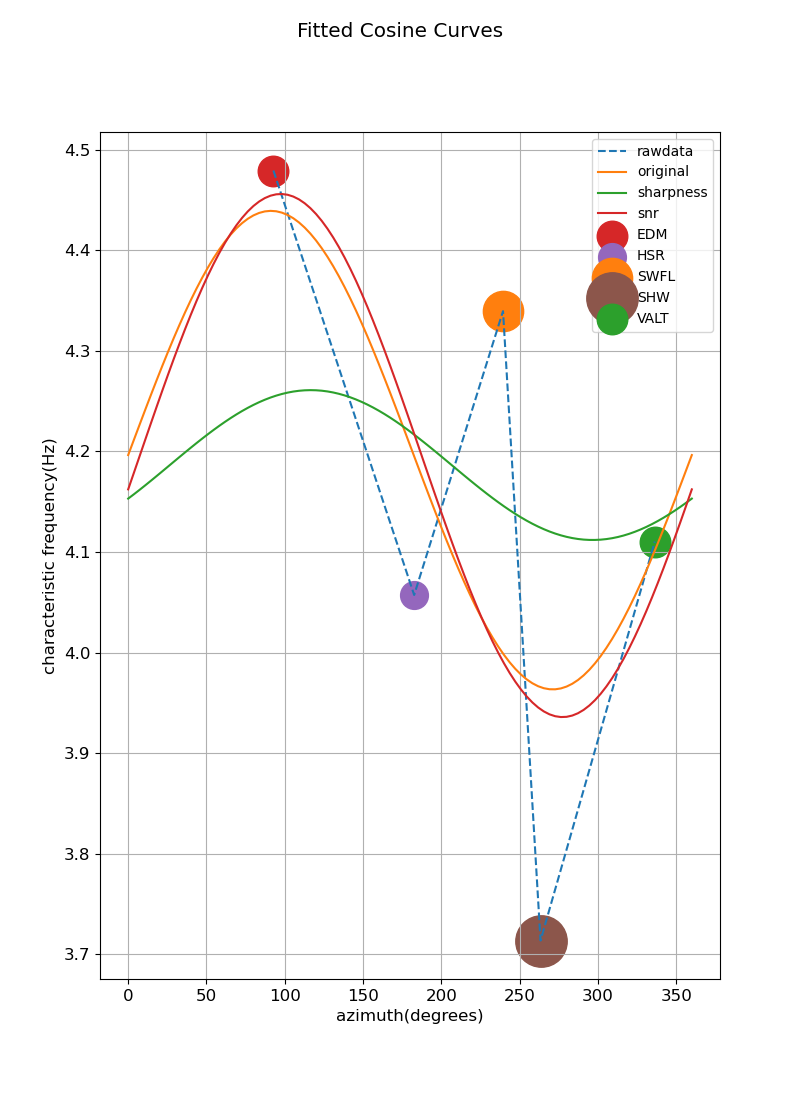 Fitted Cosine Curves
4.5
4.4
4.3
4.2
4.1
4.0
3.9
3.8
3.7
characteristic frequency(Hz)
rawdata
original
sharpness
snr
EDM
HSR
SWFL
SHW
VALT
0 50 100 150 200 250 300 350
azimuth(degrees)